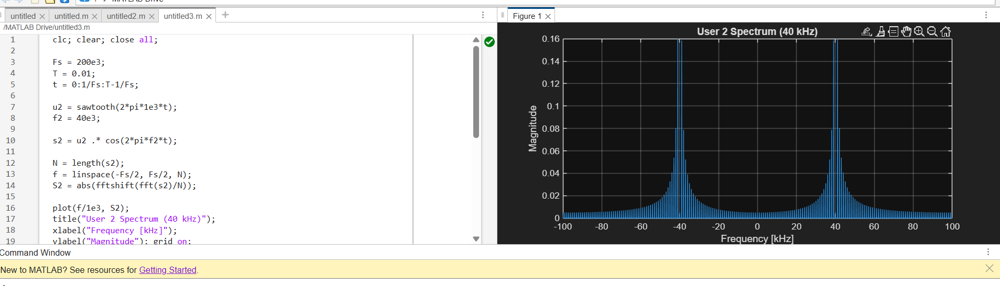 / > MATLAB Drive
untitled untitled.m untitled2.m untitled3.m
/MATLAB Drive/untitled3.m
1 clc; clear; close all;
2
3 Fs = 200e3;
4 T = 0.01;
5 t = 0:1/Fs:T-1/Fs;
6
7 u2 = sawtooth(2*pi*1e3*t);
8 f2 = 40e3;
9
10 s2 = u2 .* cos(2*pi*f2*t);
11
12 N = length(s2);
13 f = linspace(-Fs/2, Fs/2, N);
14 S2 = abs(fftshift(fft(s2)/N));
15
16 plot(f/1e3, S2);
17 title("User 2 Spectrum (40 kHz)");
18 xlabel("Frequency [kHz]");
19 ylabel("Magnitude"); grid on;
Figure 1
User 2 Spectrum (40 kHz)
0.16
0.14
0.12
0.1
0.08
0.06
0.04
0.02
0
Magnitude
-100 -80 -60 -40 -20 0 20 40 60 80 100
Frequency [kHz]
Command Window
New to MATLAB? See resources for Getting Started.